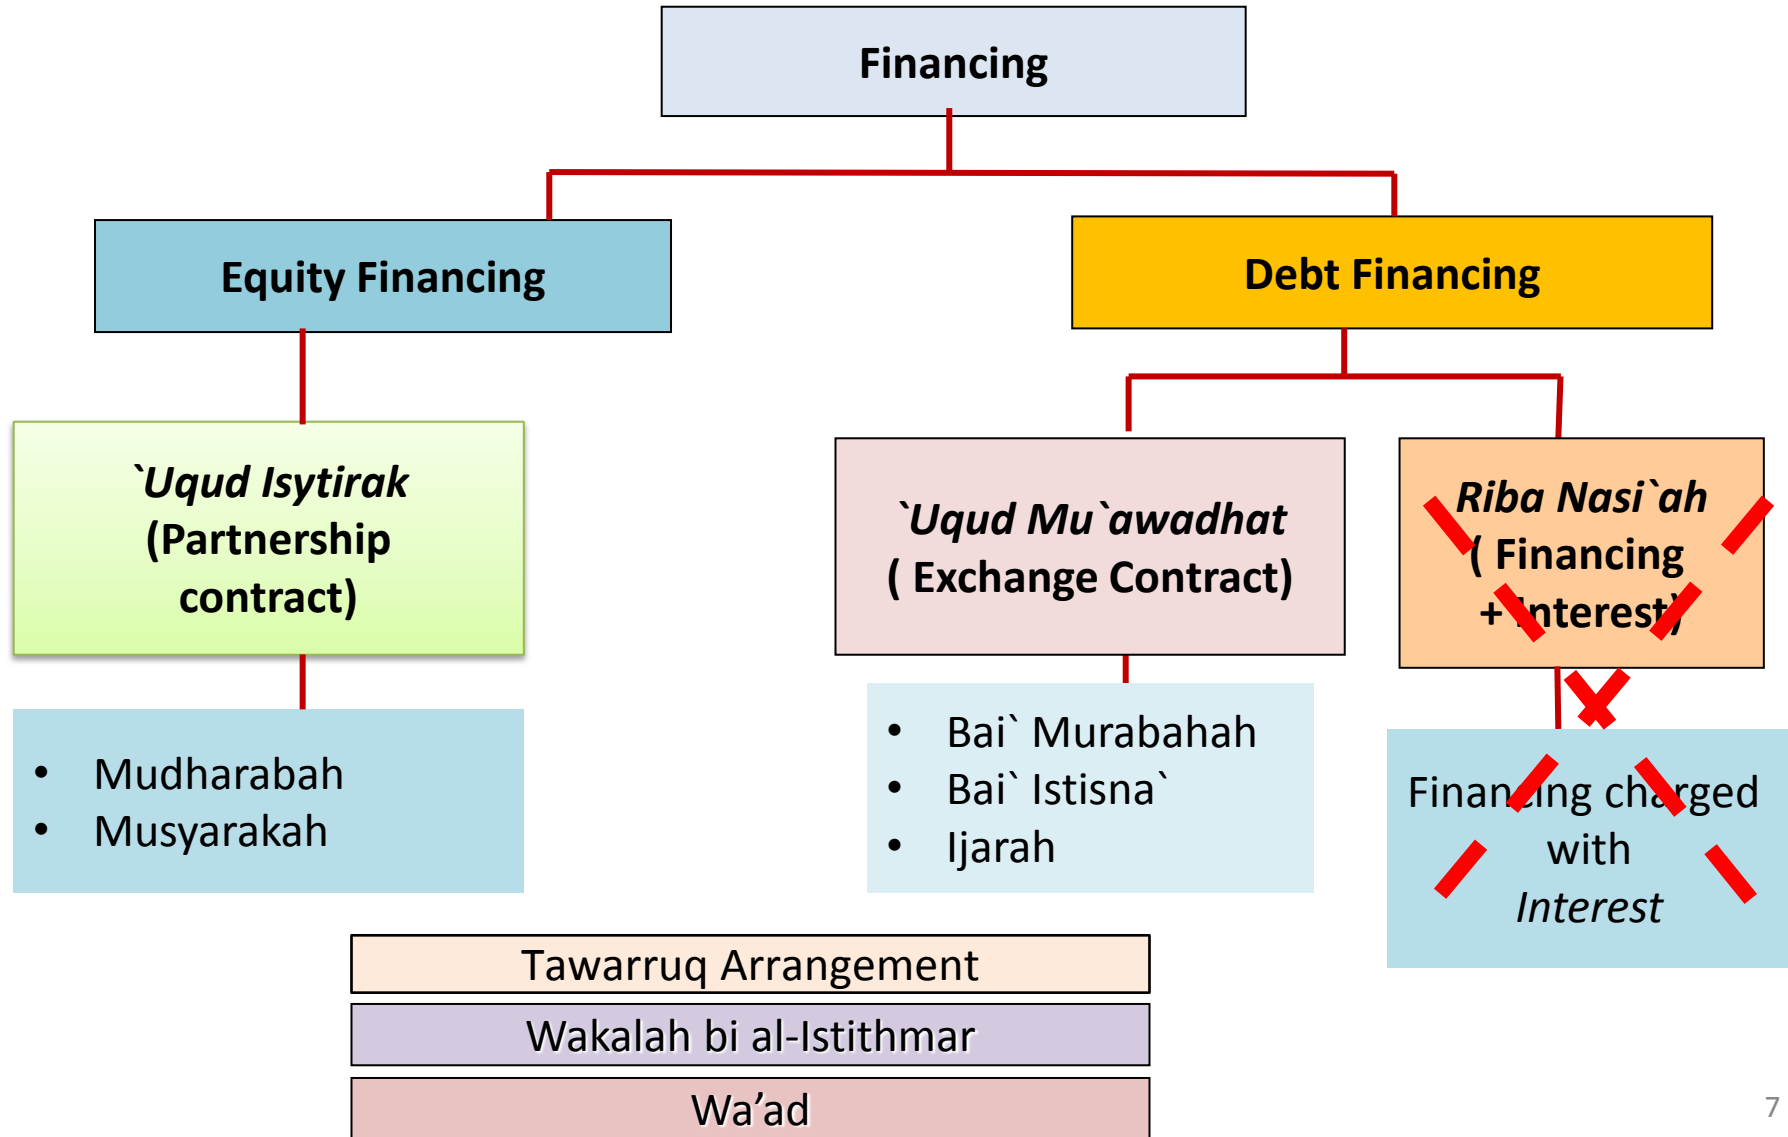 Financing
Equity Financing
Debt Financing
`Uqud Isytirak
(Partnership
contract)
`Uqud Mu`awadhat
( Exchange Contract)
Riba Nasi`ah
( Financing
+ Interest)
• Mudharabah
• Musyarakah
• Bai` Murabahah
• Bai` Istisna`
• Ijarah
Financing charged
with
Interest
Tawarruq Arrangement
Wakalah bi al-Istithmar
Wa’ad
7